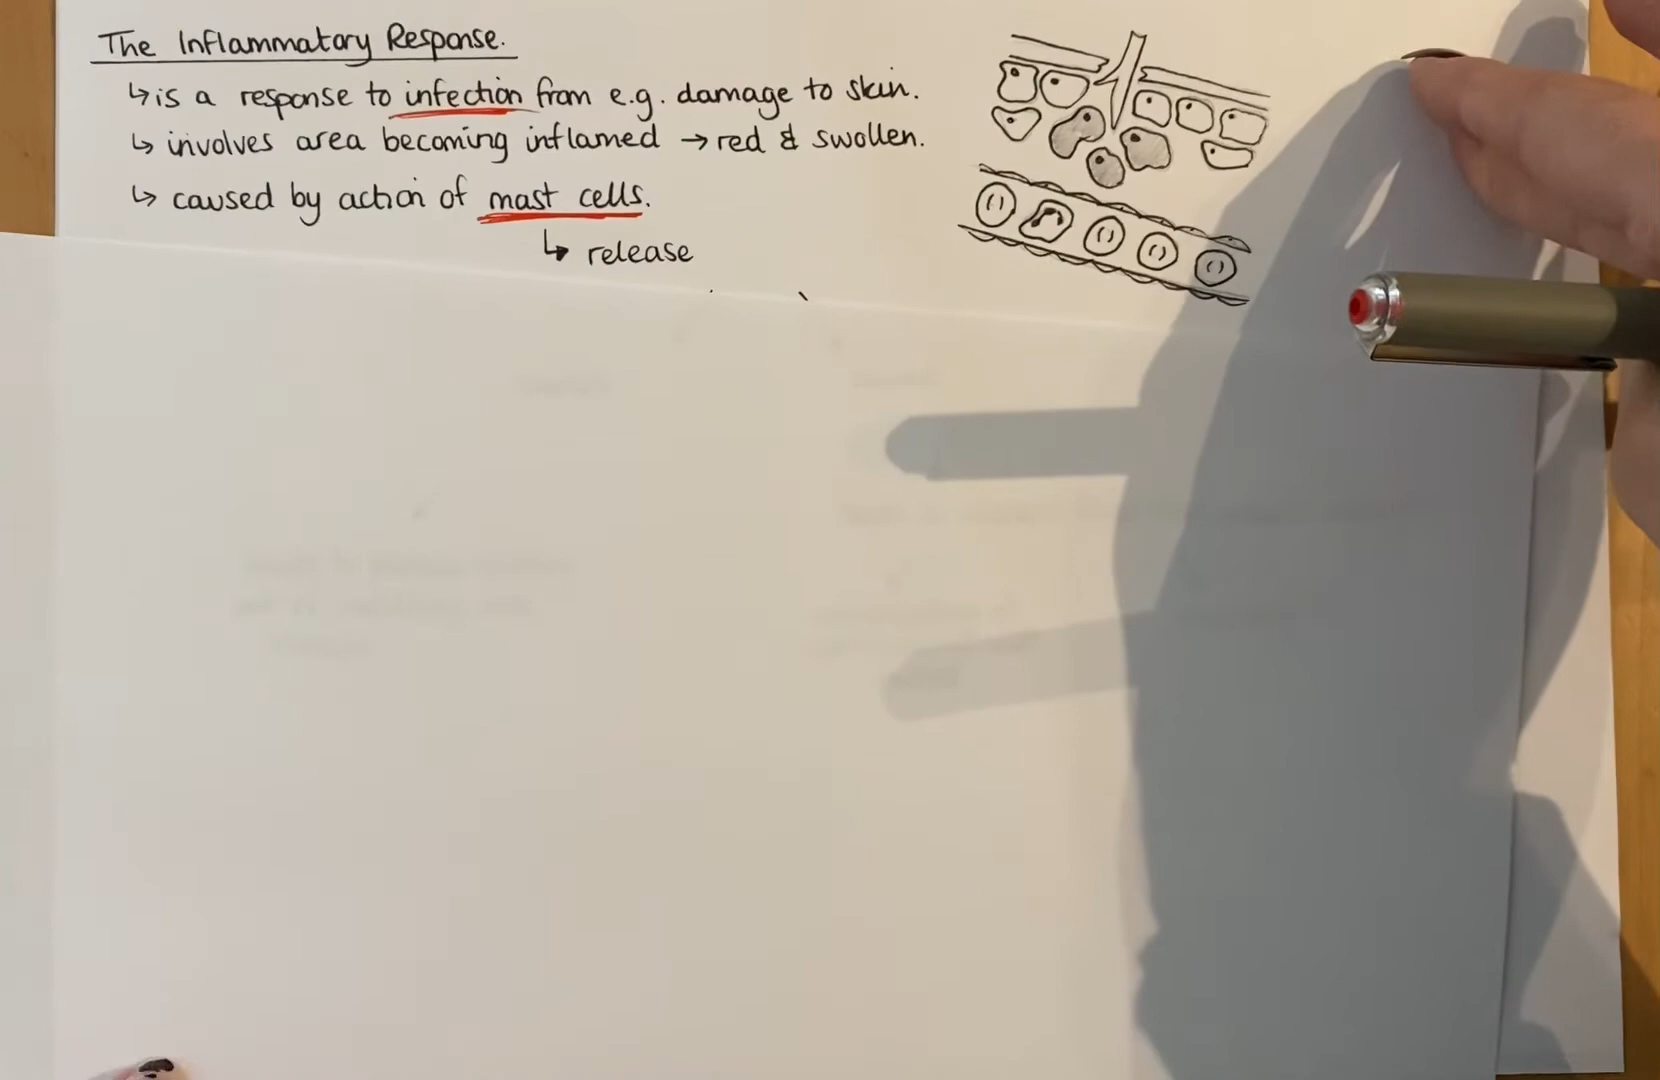 The Inflammatory Response.
↳ is a response to infection from e.g. damage to skin.
↳ involves area becoming inflamed → red & swollen.
↳ caused by action of mast cells.
↳ release